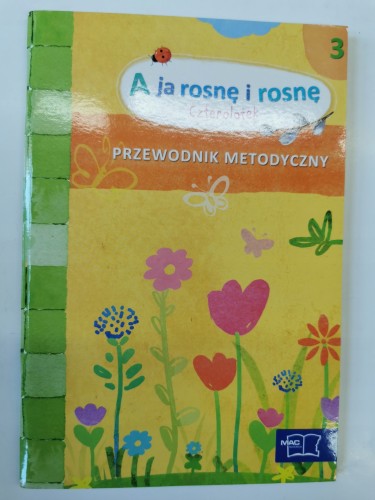 3
A ja rosnę i rosnę
Czterolatek
PRZEWODNIK METODYCZNY
MAC